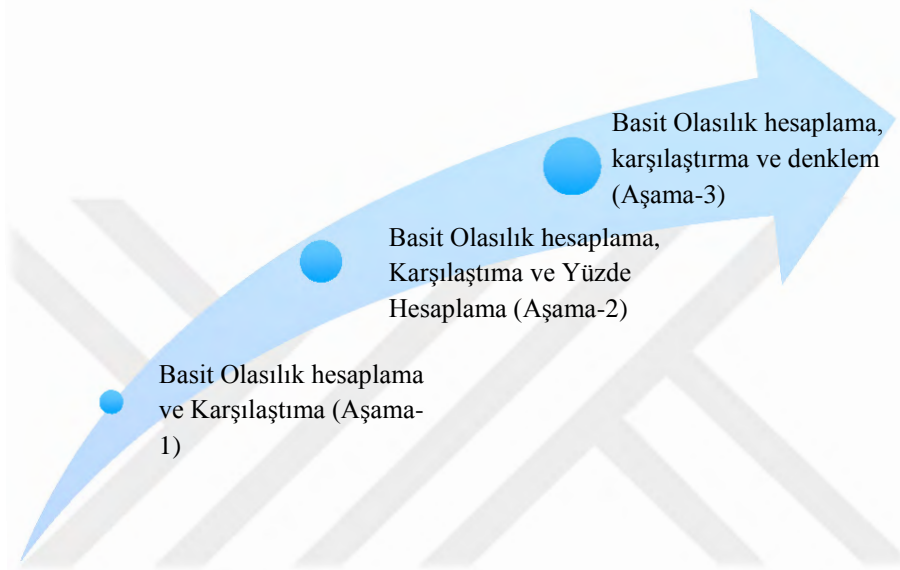 Basit Olasılık hesaplama,
karşılaştırma ve denklem
(Aşama-3)
Basit Olasılık hesaplama,
Karşılaştıma ve Yüzde
Hesaplama (Aşama-2)
Basit Olasılık hesaplama
ve Karşılaştıma (Aşama-
1)